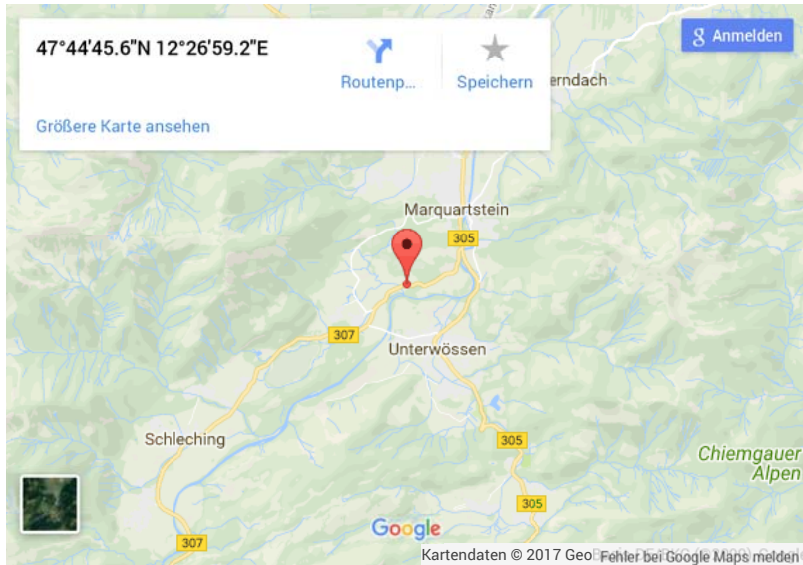 47°44'45.6"N 12°26'59.2"E
Routenp...
Speichern
Größere Karte ansehen
Anmelden
erndach
Marquartstein
305
307
Unterwössen
Schleching
305
Chiemgauer
Alpen
305
307
Google
Kartendaten © 2017 Geo
Fehler bei Google Maps melden